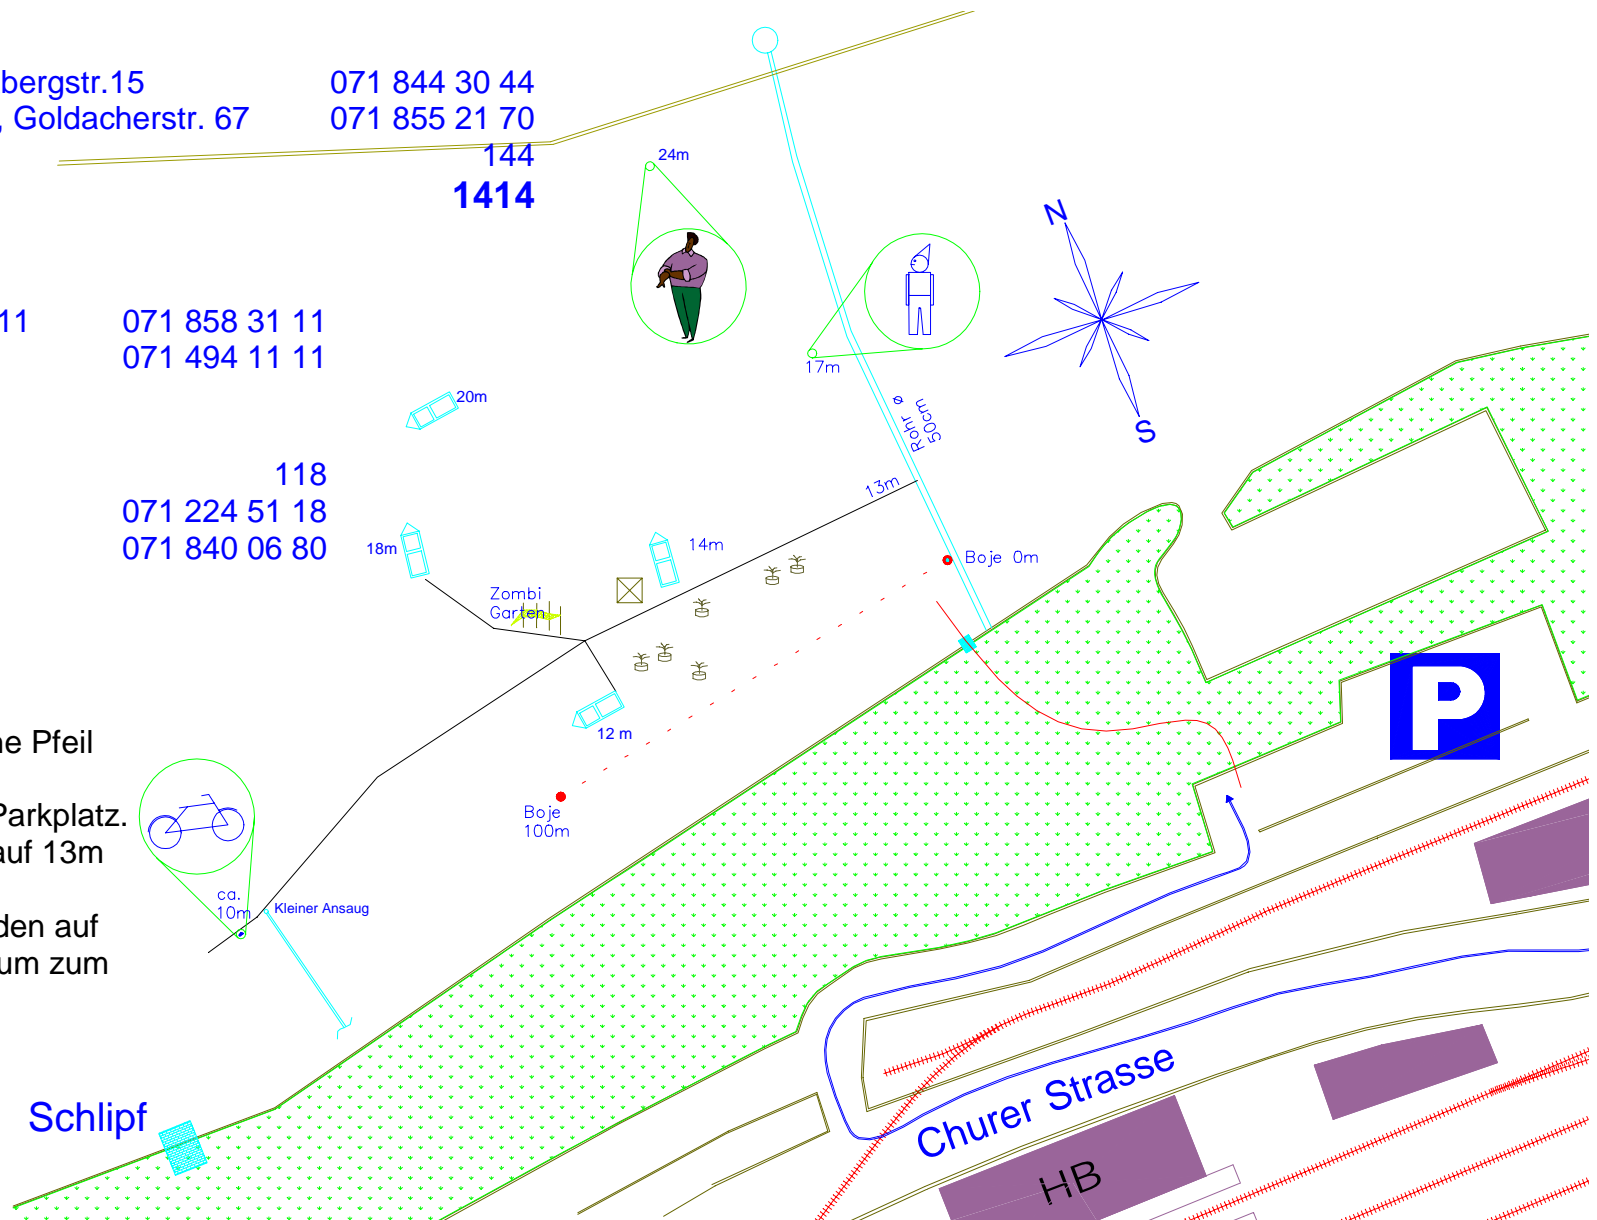 bergstr.15 071 844 30 44
, Goldacherstr. 67 071 855 21 70
144
1414
24m
N
11 071 858 31 11
071 494 11 11
17m
20m
Rohr ø
50cm
S
118
13m
071 224 51 18
071 840 06 80
18m
14m
Boje 0m
Zombi
Garten
P
12 m
ne Pfeil
Boje
100m
Parkplatz.
auf 13m
ca.
10m
Kleiner Ansaug
den auf
um zum
Schlipf
Churer Strasse
HB